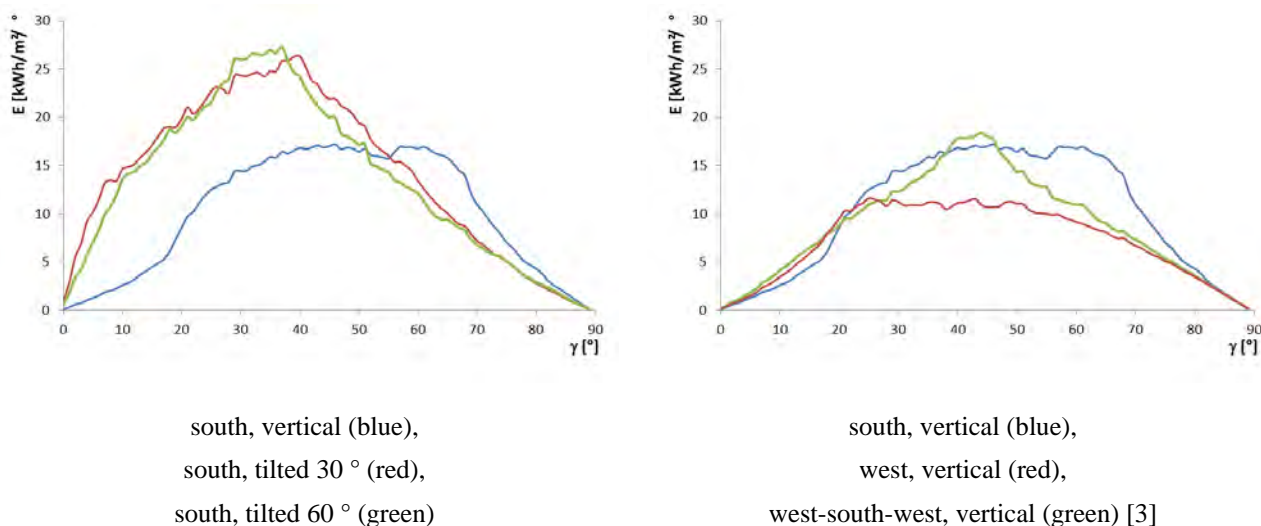 E [kWh/m²/ °
30
25
20
15
10
5
0
0 10 20 30 40 50 60 70 80 90
γ [°]
south, vertical (blue),
south, tilted 30 ° (red),
south, tilted 60 ° (green)
E [kWh/m²/ °
30
25
20
15
10
5
0
0 10 20 30 40 50 60 70 80 90
γ [°]
south, vertical (blue),
west, vertical (red),
west-south-west, vertical (green) [3]